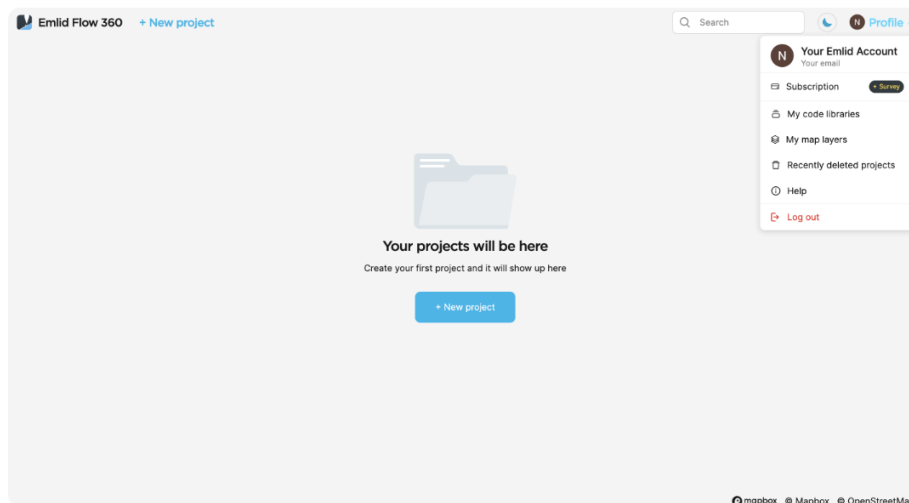 Emlid Flow 360 + New project Search N Profile
N Your Emlid Account
Your email
Subscription + Survey
My code libraries
My map layers
Recently deleted projects
Help
Log out
Your projects will be here
Create your first project and it will show up here
+ New project
mapbox © Mapbox © OpenStreetMa